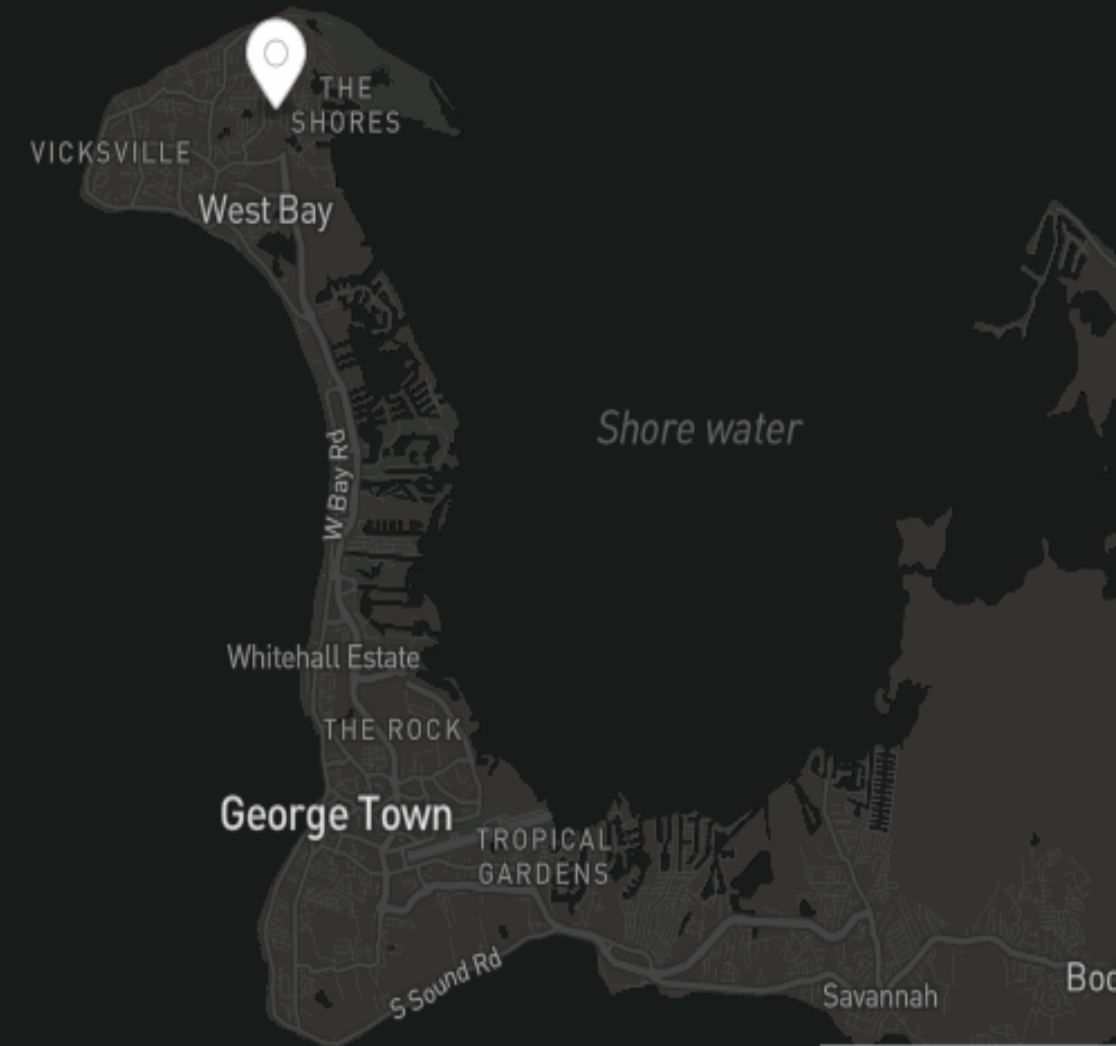 THE
SHORES
VICKSVILLE
West Bay
Shore water
W Bay Rd
Whitehall Estate
THE ROCK
George Town
TROPICAL
GARDENS
S Sound Rd
Savannah
Boc